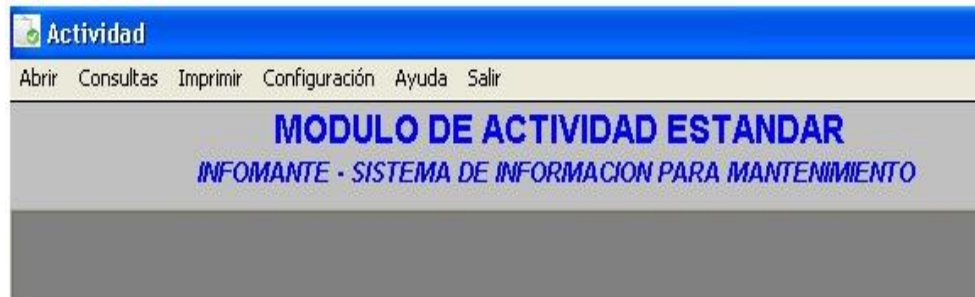 Actividad
Abrir Consultas Imprimir Configuración Ayuda Salir
MODULO DE ACTIVIDAD ESTANDAR
INFOMANTE - SISTEMA DE INFORMACION PARA MANTENIMIENTO